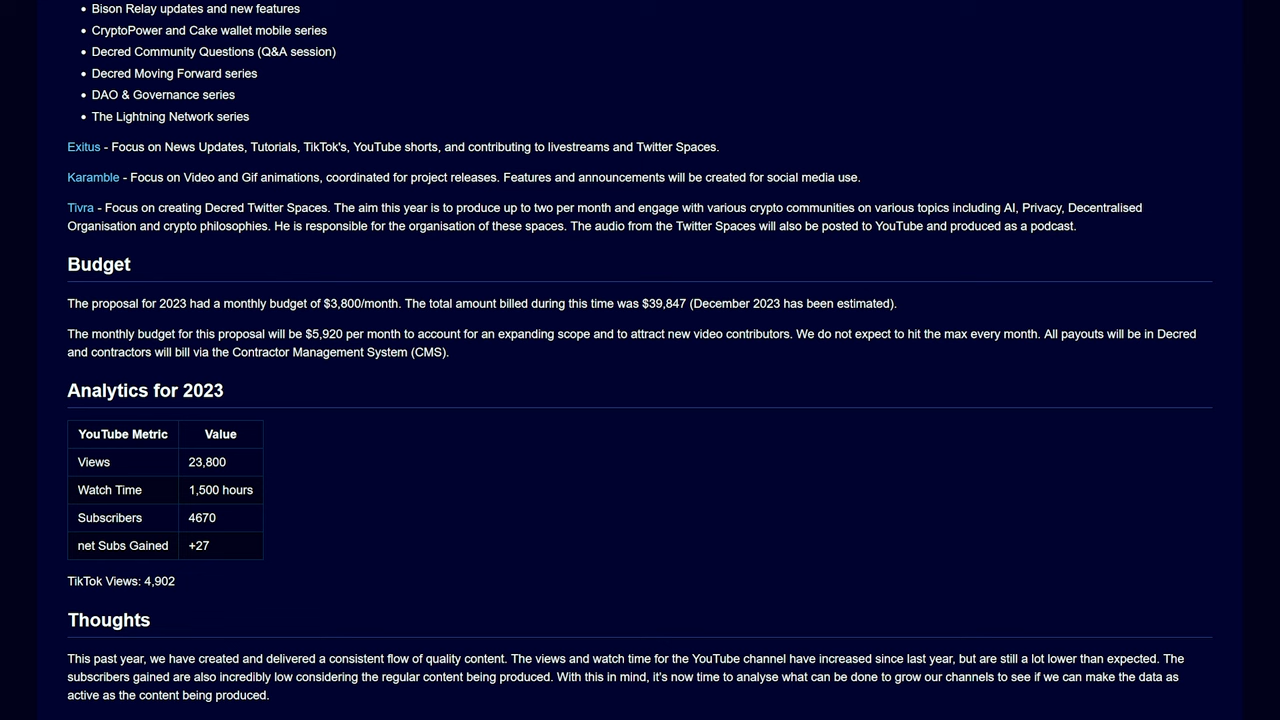 Bison Relay updates and new features
CryptoPower and Cake wallet mobile series
Decred Community Questions (Q&A session)
Decred Moving Forward series
DAO & Governance series
The Lightning Network series
Exitus - Focus on News Updates, Tutorials, TikTok's, YouTube shorts, and contributing to livestreams and Twitter Spaces.
Karamble - Focus on Video and Gif animations, coordinated for project releases. Features and announcements will be created for social media use.
Tivra - Focus on creating Decred Twitter Spaces. The aim this year is to produce up to two per month and engage with various crypto communities on various topics including AI, Privacy, Decentralised
Organisation and crypto philosophies. He is responsible for the organisation of these spaces. The audio from the Twitter Spaces will also be posted to YouTube and produced as a podcast.
Budget
The proposal for 2023 had a monthly budget of $3,800/month. The total amount billed during this time was $39,847 (December 2023 has been estimated).
The monthly budget for this proposal will be $5,920 per month to account for an expanding scope and to attract new video contributors. We do not expect to hit the max every month. All payouts will be in Decred
and contractors will bill via the Contractor Management System (CMS).
Analytics for 2023
YouTube Metric Value
Views 23,800
Watch Time 1,500 hours
Subscribers 4670
net Subs Gained +27
TikTok Views: 4,902
Thoughts
This past year, we have created and delivered a consistent flow of quality content. The views and watch time for the YouTube channel have increased since last year, but are still a lot lower than expected. The
subscribers gained are also incredibly low considering the regular content being produced. With this in mind, it's now time to analyse what can be done to grow our channels to see if we can make the data as
active as the content being produced.